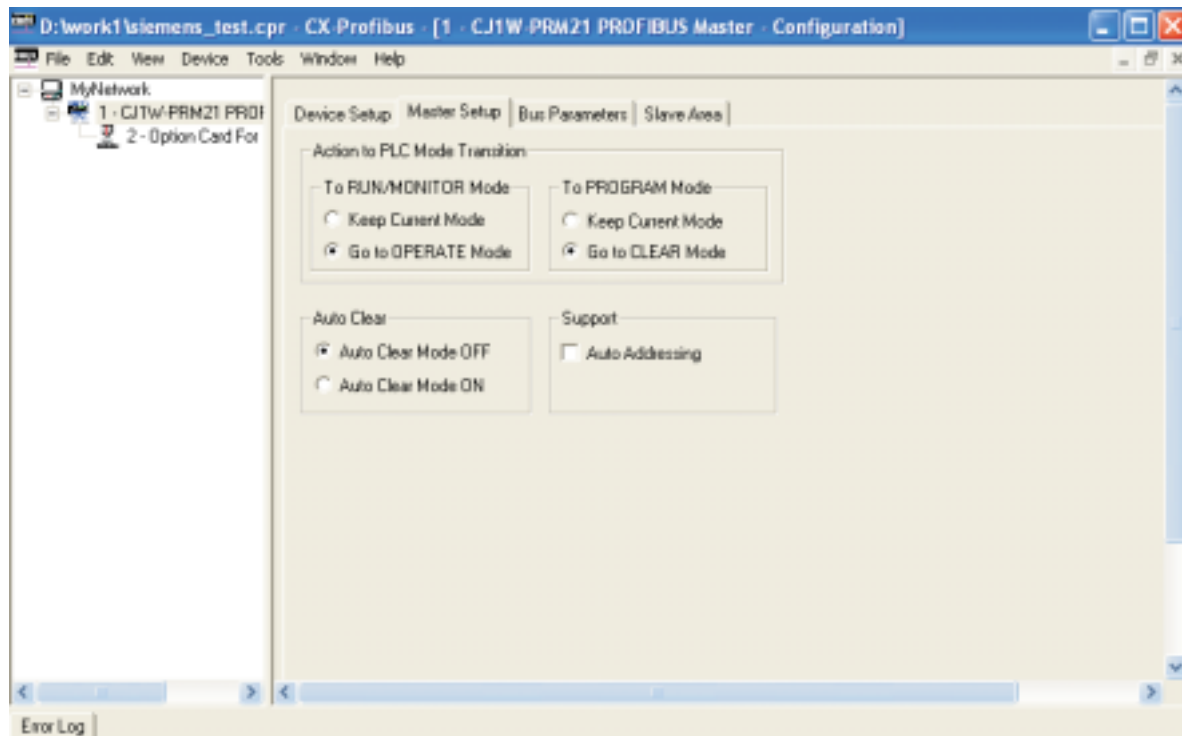 D:\work1\siemens_test.cpr - CX-Profibus - [1 - CJ1W-PRM21 PROFIBUS Master - Configuration]
File Edit View Device Tools Window Help
MyNetwork
1 - CJ1W-PRM21 PROF
2 - Option Card For
Device Setup Master Setup Bus Parameters Slave Area
Action to PLC Mode Transition
To RUN/MONITOR Mode To PROGRAM Mode
Keep Current Mode Keep Current Mode
Go to OPERATE Mode Go to CLEAR Mode
Auto Clear Support
Auto Clear Mode OFF Auto Addressing
Auto Clear Mode ON
Error Log